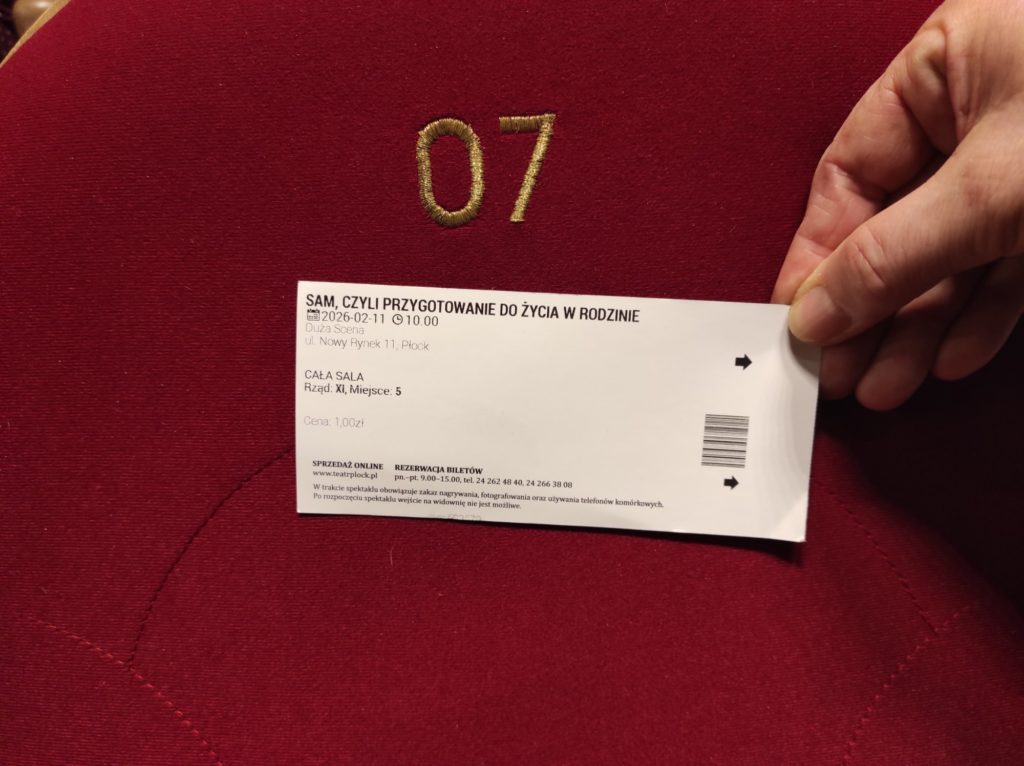 07
SAM, CZYLI PRZYGOTOWANIE DO ŻYCIA W RODZINIE
2026-02-11 10.00
Duża Scena
ul. Nowy Rynek 11, Płock
CAŁA SALA
Rząd: XI, Miejsce: 5
Cena: 1,00zł
SPRZEDAŻ ONLINE REZERWACJA BILETÓW
www.teatrplock.pl pn.–pt. 9.00–15.00, tel. 24 262 48 40, 24 266 38 08
W trakcie spektaklu obowiązuje zakaz nagrywania, fotografowania oraz używania telefonów komórkowych.
Po rozpoczęciu spektaklu wejście na widownię nie jest możliwe.